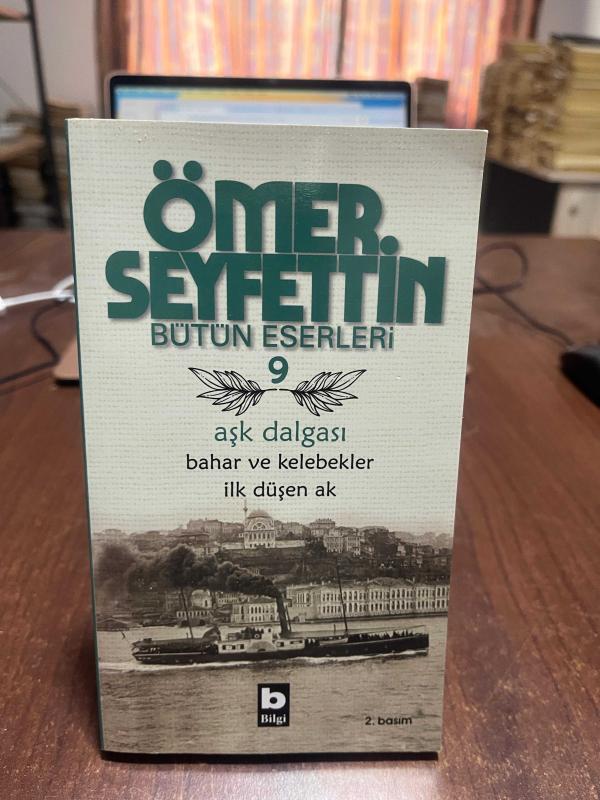 ÖMER
SEYFETTİN
BÜTÜN ESERLERİ
9
aşk dalgası
bahar ve kelebekler
ilk düşen ak
b
Bilgi
2. basım